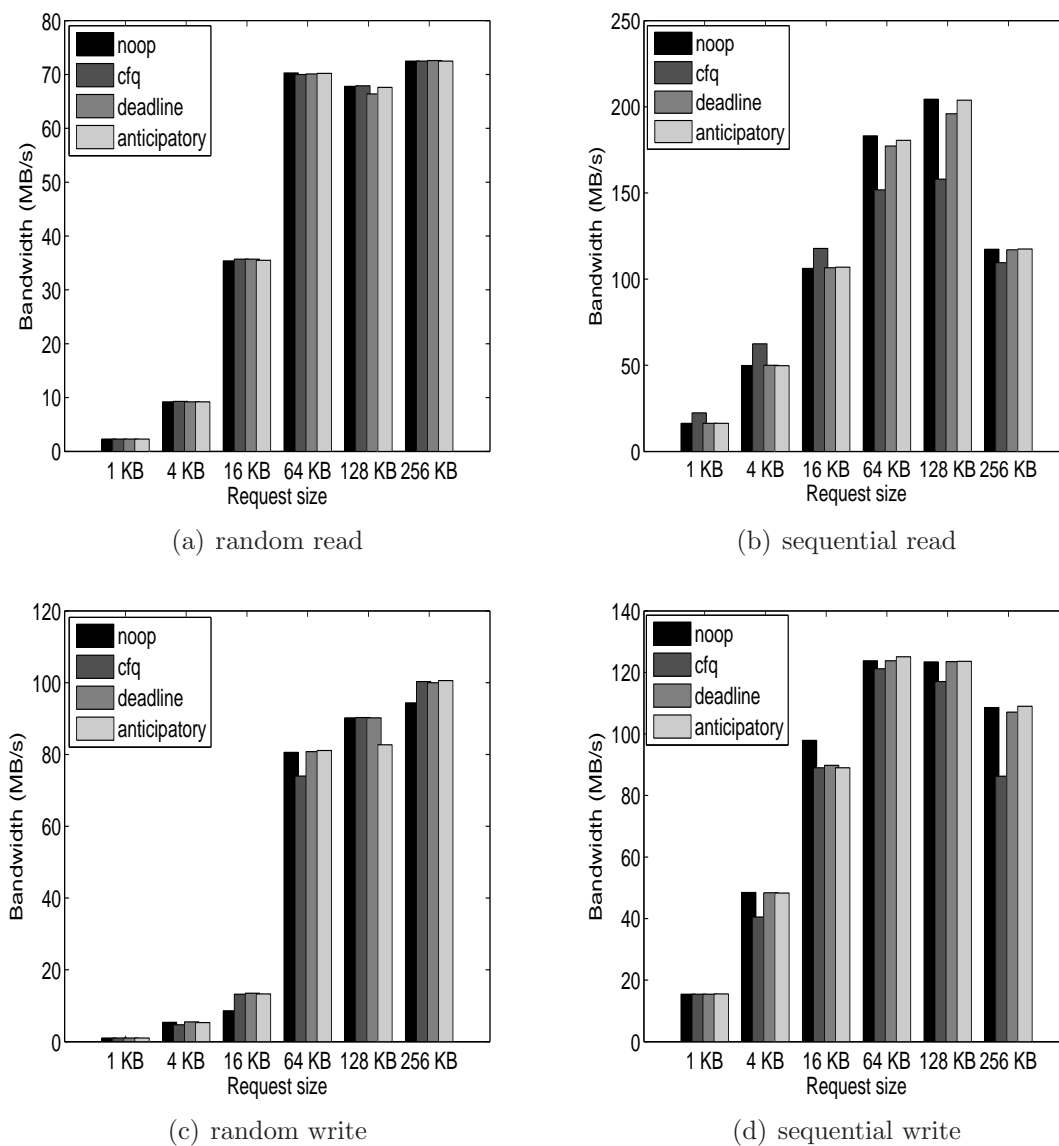 80
70
60
50
40
30
20
10
0
Bandwidth (MB/s)
noop
cfq
deadline
anticipatory
1 KB 4 KB 16 KB 64 KB 128 KB 256 KB
Request size
(a) random read
250
200
150
100
50
0
Bandwidth (MB/s)
noop
cfq
deadline
anticipatory
1 KB 4 KB 16 KB 64 KB 128 KB 256 KB
Request size
(b) sequential read
120
100
80
60
40
20
0
Bandwidth (MB/s)
noop
cfq
deadline
anticipatory
1 KB 4 KB 16 KB 64 KB 128 KB 256 KB
Request size
(c) random write
140
120
100
80
60
40
20
0
Bandwidth (MB/s)
noop
cfq
deadline
anticipatory
1 KB 4 KB 16 KB 64 KB 128 KB 256 KB
Request size
(d) sequential write